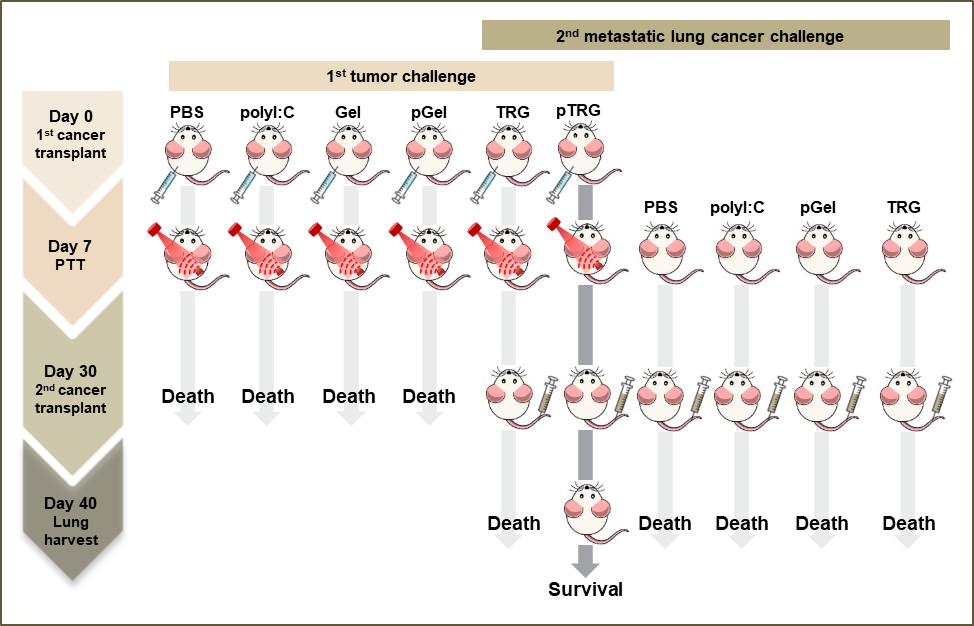 2nd metastatic lung cancer challenge
1st tumor challenge
Day 0
1st cancer
transplant
PBS
polyI:C
Gel
pGel
TRG
pTRG
Day 7
PTT
PBS
polyI:C
pGel
TRG
Day 30
2nd cancer
transplant
Death
Death
Death
Death
Day 40
Lung
harvest
Death
Death
Death
Death
Death
Survival